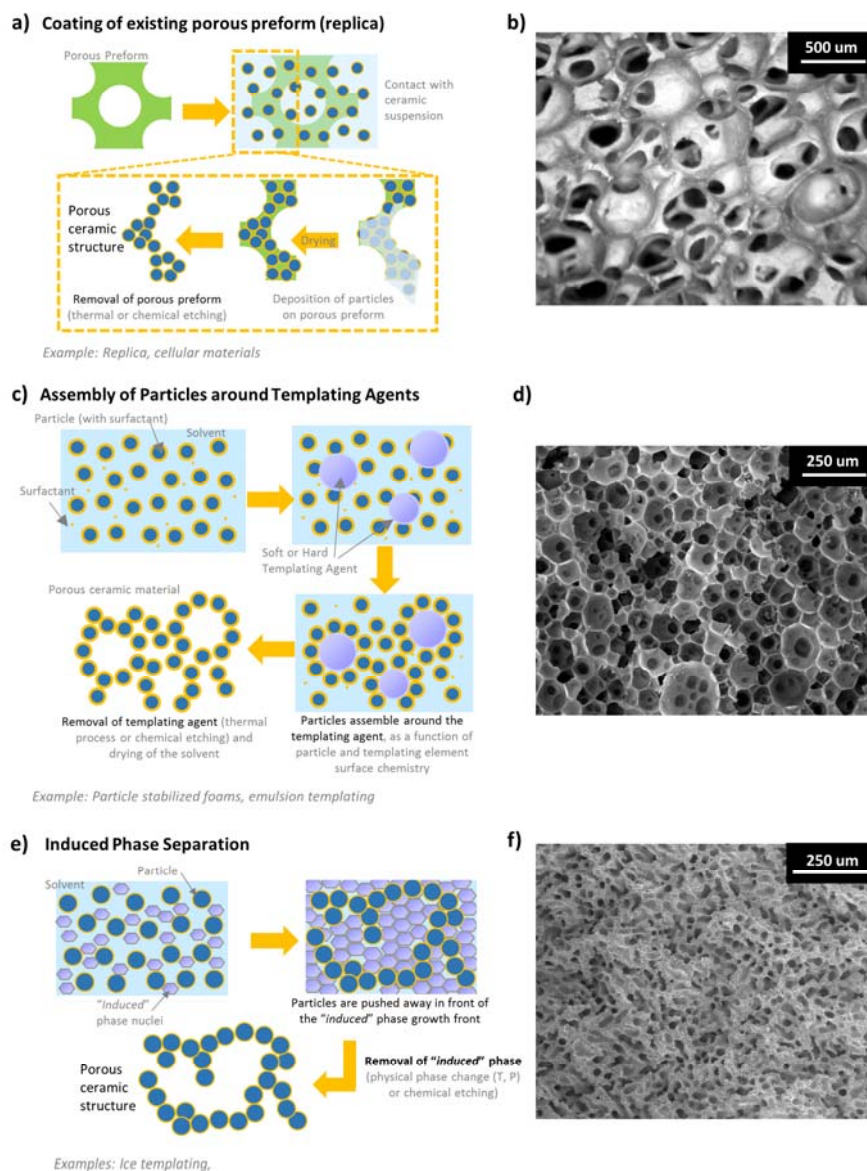 a) Coating of existing porous preform (replica)
Porous Preform
Contact with
ceramic
suspension
Porous
ceramic
structure
Drying
Removal of porous preform
(thermal or chemical etching)
Deposition of particles
on porous preform
Example: Replica, cellular materials
b)
500 um
c) Assembly of Particles around Templating Agents
Particle (with surfactant)
Solvent
Surfactant
Soft or Hard
Templating Agent
Porous ceramic material
Removal of templating agent (thermal
process or chemical etching) and
drying of the solvent
Particles assemble around the
templating agent, as a function of
particle and templating element
surface chemistry
Example: Particle stabilized foams, emulsion templating
d)
250 um
e) Induced Phase Separation
Solvent
Particle
"induced"
phase nuclei
Particles are pushed away in front of
the "induced" phase growth front
Porous
ceramic
structure
Removal of "induced" phase
(physical phase change (T, P)
or chemical etching)
Examples: Ice templating,
f)
250 um